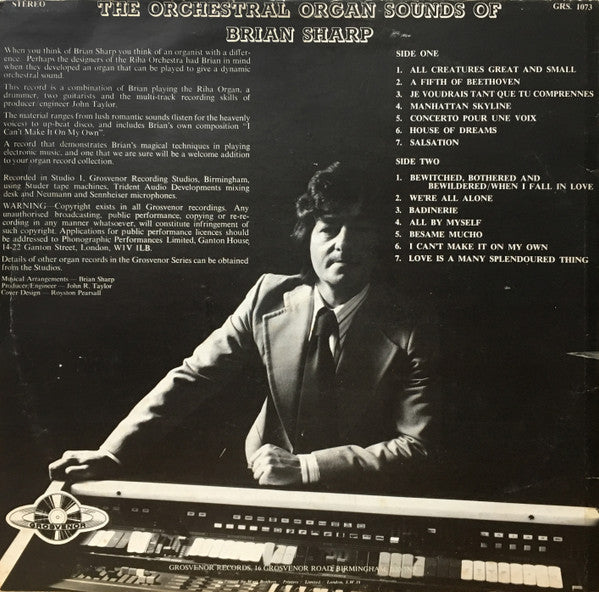 STEREO
THE ORCHESTRAL ORGAN SOUNDS OF
BRIAN SHARP
GRS. 1073
When you think of Brian Sharp you think of an organist with a differ-
ence. Perhaps the designers of the Riha Orchestra had Brian in mind
when they developed an organ that can be played to give a dynamic
orchestral sound.
This record is a combination of Brian playing the Riha Organ, a
drummer, two guitarists and the multi-track recording skills of
producer/engineer John Taylor.
The material ranges from lush romantic sounds (listen for the heavenly
voices) to up-beat disco, and includes Brian's own composition "I
Can't Make It On My Own".
A record that demonstrates Brian's magical techniques in playing
electronic music, and one that we are sure will be a welcome addition
to your organ record collection.
Recorded in Studio 1, Grosvenor Recording Studios, Birmingham,
using Studer tape machines, Trident Audio Developments mixing
desk and Neumann and Sennheiser microphones.
WARNING—Copyright exists in all Grosvenor recordings. Any
unauthorised broadcasting, public performance, copying or re-re-
cording in any manner whatsoever, will constitute infringement of
such copyright. Applications for public performance licences should
be addressed to Phonographic Performances Limited, Ganton House,
14-22 Ganton Street, London, W1V 1LB.
Details of other organ records in the Grosvenor Series can be obtained
from the Studios.
Musical Arrangements — Brian Sharp
Producer/Engineer — John R. Taylor
Cover Design — Royston Pearsall
SIDE ONE
1. ALL CREATURES GREAT AND SMALL
2. A FIFTH OF BEETHOVEN
3. JE VOUDRAIS TANT QUE TU COMPRENNES
4. MANHATTAN SKYLINE
5. CONCERTO POUR UNE VOIX
6. HOUSE OF DREAMS
7. SALSATION
SIDE TWO
1. BEWITCHED, BOTHERED AND
BEWILDERED/WHEN I FALL IN LOVE
2. WE'RE ALL ALONE
3. BADINERIE
4. ALL BY MYSELF
5. BESAME MUCHO
6. I CAN'T MAKE IT ON MY OWN
7. LOVE IS A MANY SPLENDOURED THING
GROSVENOR
GROSVENOR RECORDS, 16 GROSVENOR ROAD, BIRMINGHAM,
Printers Limited London,